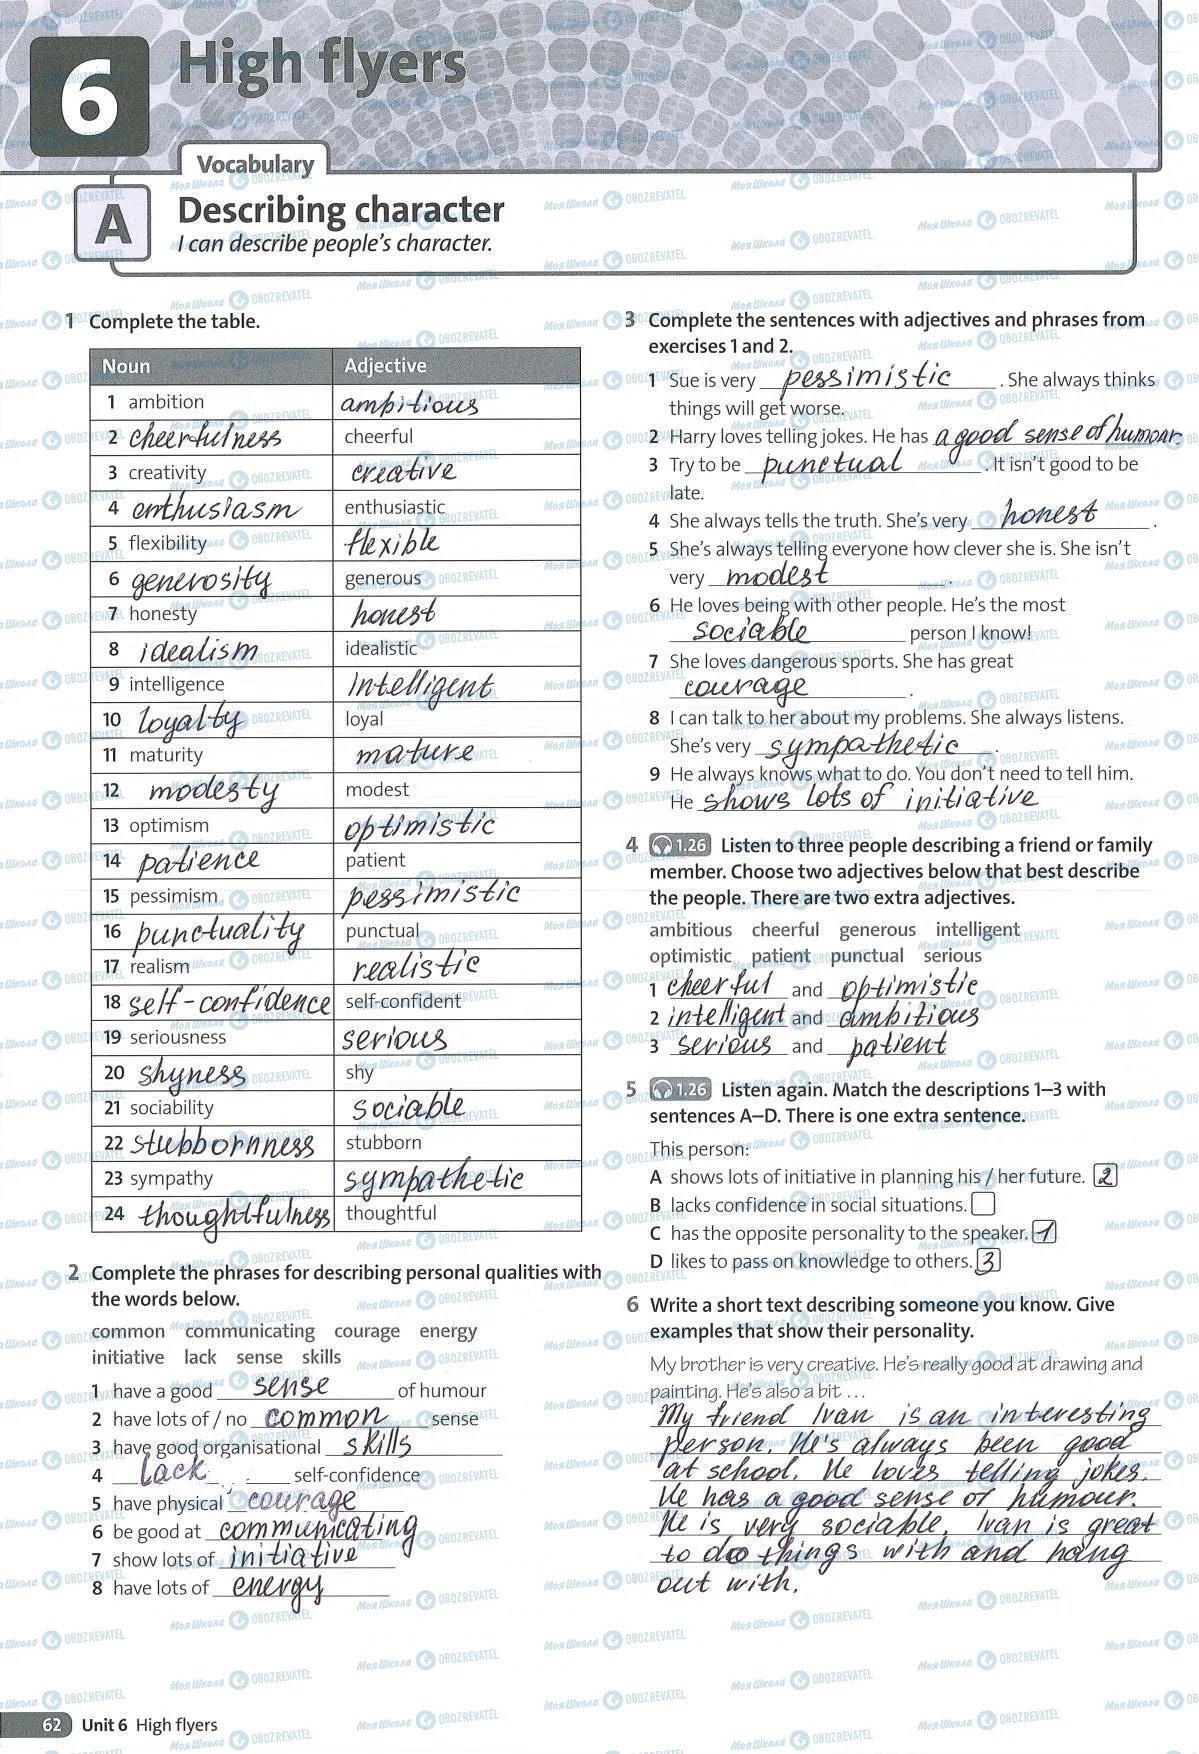 6
High flyers
Vocabulary
A
Describing character
I can describe people's character.
1 Complete the table.
Noun Adjective
1 ambition ambitious
2 cheerfulness cheerful
3 creativity creative
4 enthusiasm enthusiastic
5 flexibility flexible
6 generosity generous
7 honesty honest
8 idealism idealistic
9 intelligence intelligent
10 loyalty loyal
11 maturity mature
12 modesty modest
13 optimism optimistic
14 patience patient
15 pessimism pessimistic
16 punctuality punctual
17 realism realistic
18 self-confidence self-confident
19 seriousness serious
20 shyness shy
21 sociability sociable
22 stubbornness stubborn
23 sympathy sympathetic
24 thoughtfulness thoughtful
2 Complete the phrases for describing personal qualities with
the words below.
common communicating courage energy
initiative lack sense skills
1 have a good sense of humour
2 have lots of / no common sense
3 have good organisational skills
4 lack self-confidence
5 have physical courage
6 be good at communicating
7 show lots of initiative
8 have lots of energy
3 Complete the sentences with adjectives and phrases from
exercises 1 and 2.
1 Sue is very pessimistic. She always thinks
things will get worse.
2 Harry loves telling jokes. He has a good sense of humour.
3 Try to be punctual. It isn't good to be
late.
4 She always tells the truth. She's very honest.
5 She's always telling everyone how clever she is. She isn't
very modest.
6 He loves being with other people. He's the most
sociable person I know!
7 She loves dangerous sports. She has great
courage.
8 I can talk to her about my problems. She always listens.
She's very sympathetic.
9 He always knows what to do. You don't need to tell him.
He shows lots of initiative
4 1.26 Listen to three people describing a friend or family
member. Choose two adjectives below that best describe
the people. There are two extra adjectives.
ambitious cheerful generous intelligent
optimistic patient punctual serious
1 cheerful and optimistic
2 intelligent and ambitious
3 serious and patient
5 1.26 Listen again. Match the descriptions 1–3 with
sentences A–D. There is one extra sentence.
This person:
A shows lots of initiative in planning his / her future. 2
B lacks confidence in social situations.
C has the opposite personality to the speaker. 1
D likes to pass on knowledge to others. 3
6 Write a short text describing someone you know. Give
examples that show their personality.
My brother is very creative. He's really good at drawing and
painting. He's also a bit ...
My friend Ivan is an interesting
person. He's always been good
at school. He loves telling jokes.
He has a good sense of humour.
He is very sociable. Ivan is great
to do things with and hang
out with.
62 Unit 6 High flyers
МояШкола OBOZREVATEL